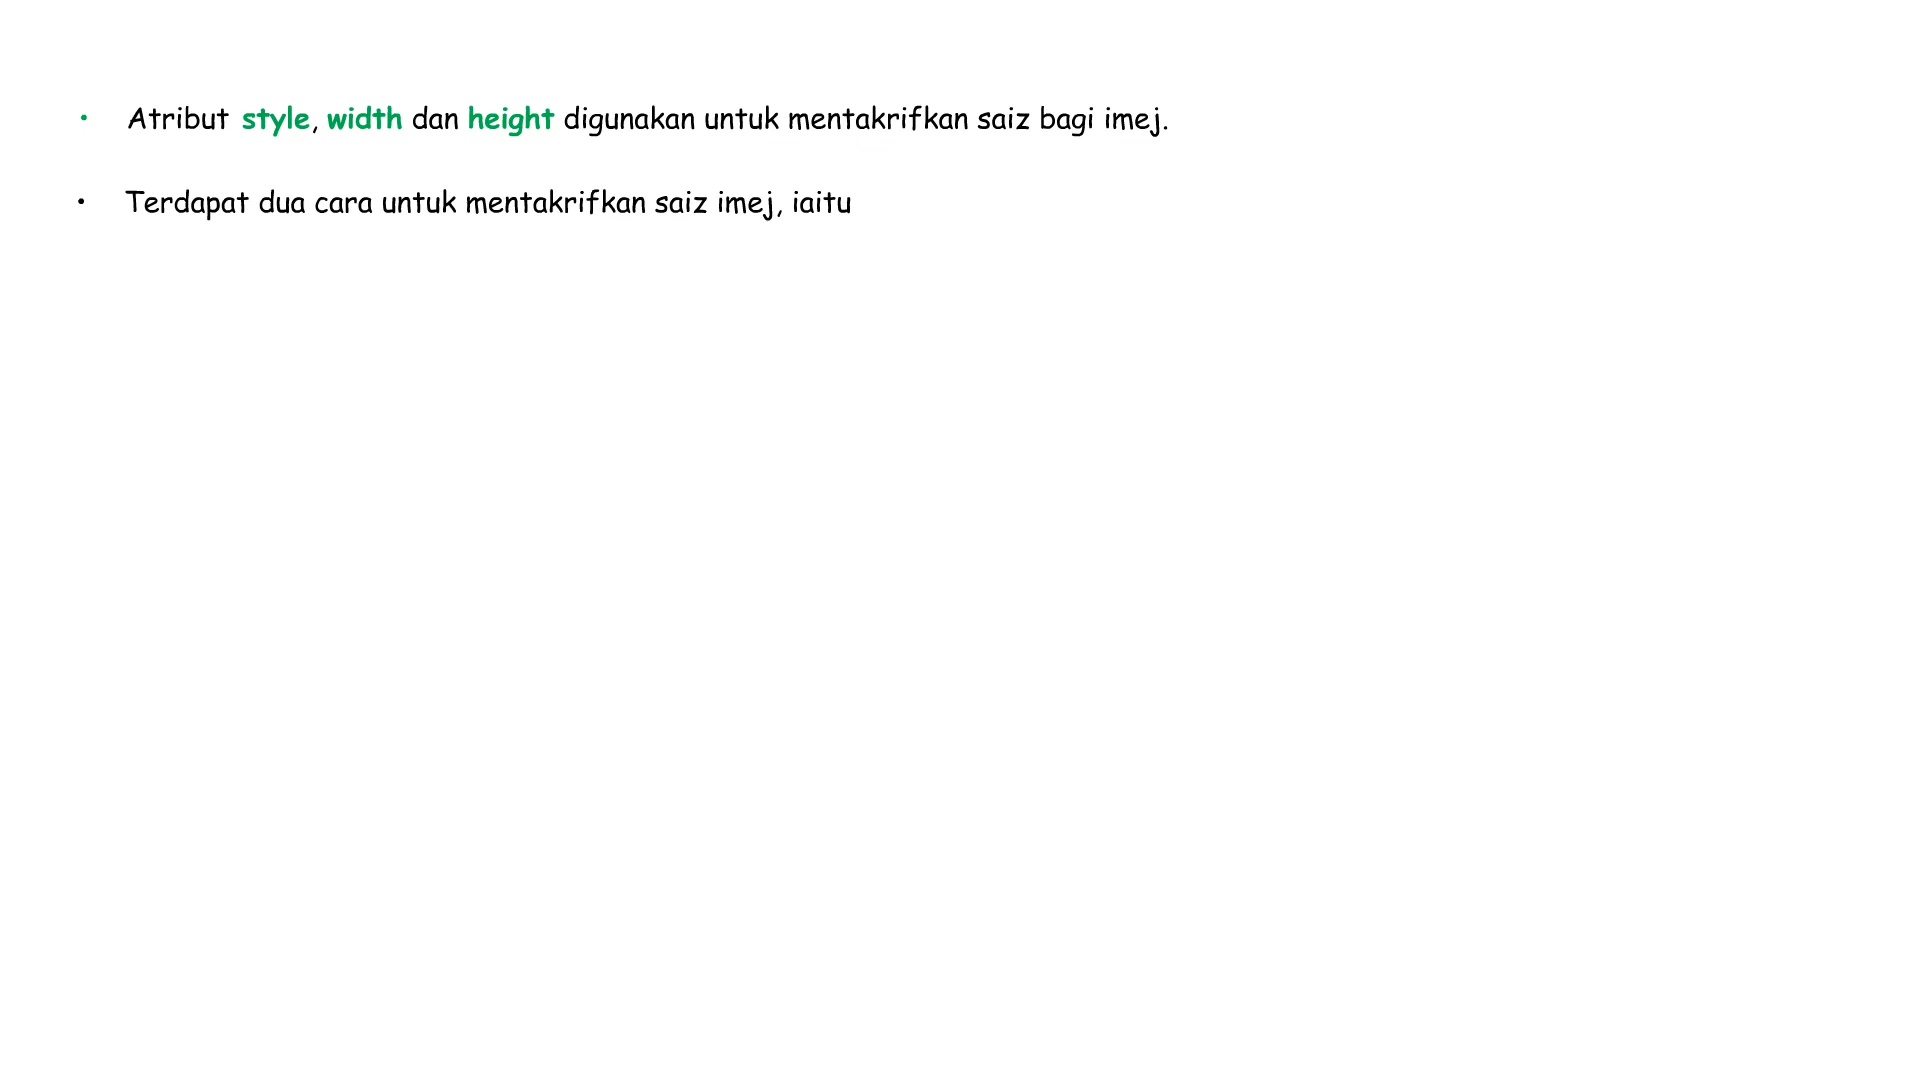 • Atribut style, width dan height digunakan untuk mentakrifkan saiz bagi imej.
• Terdapat dua cara untuk mentakrifkan saiz imej, iaitu